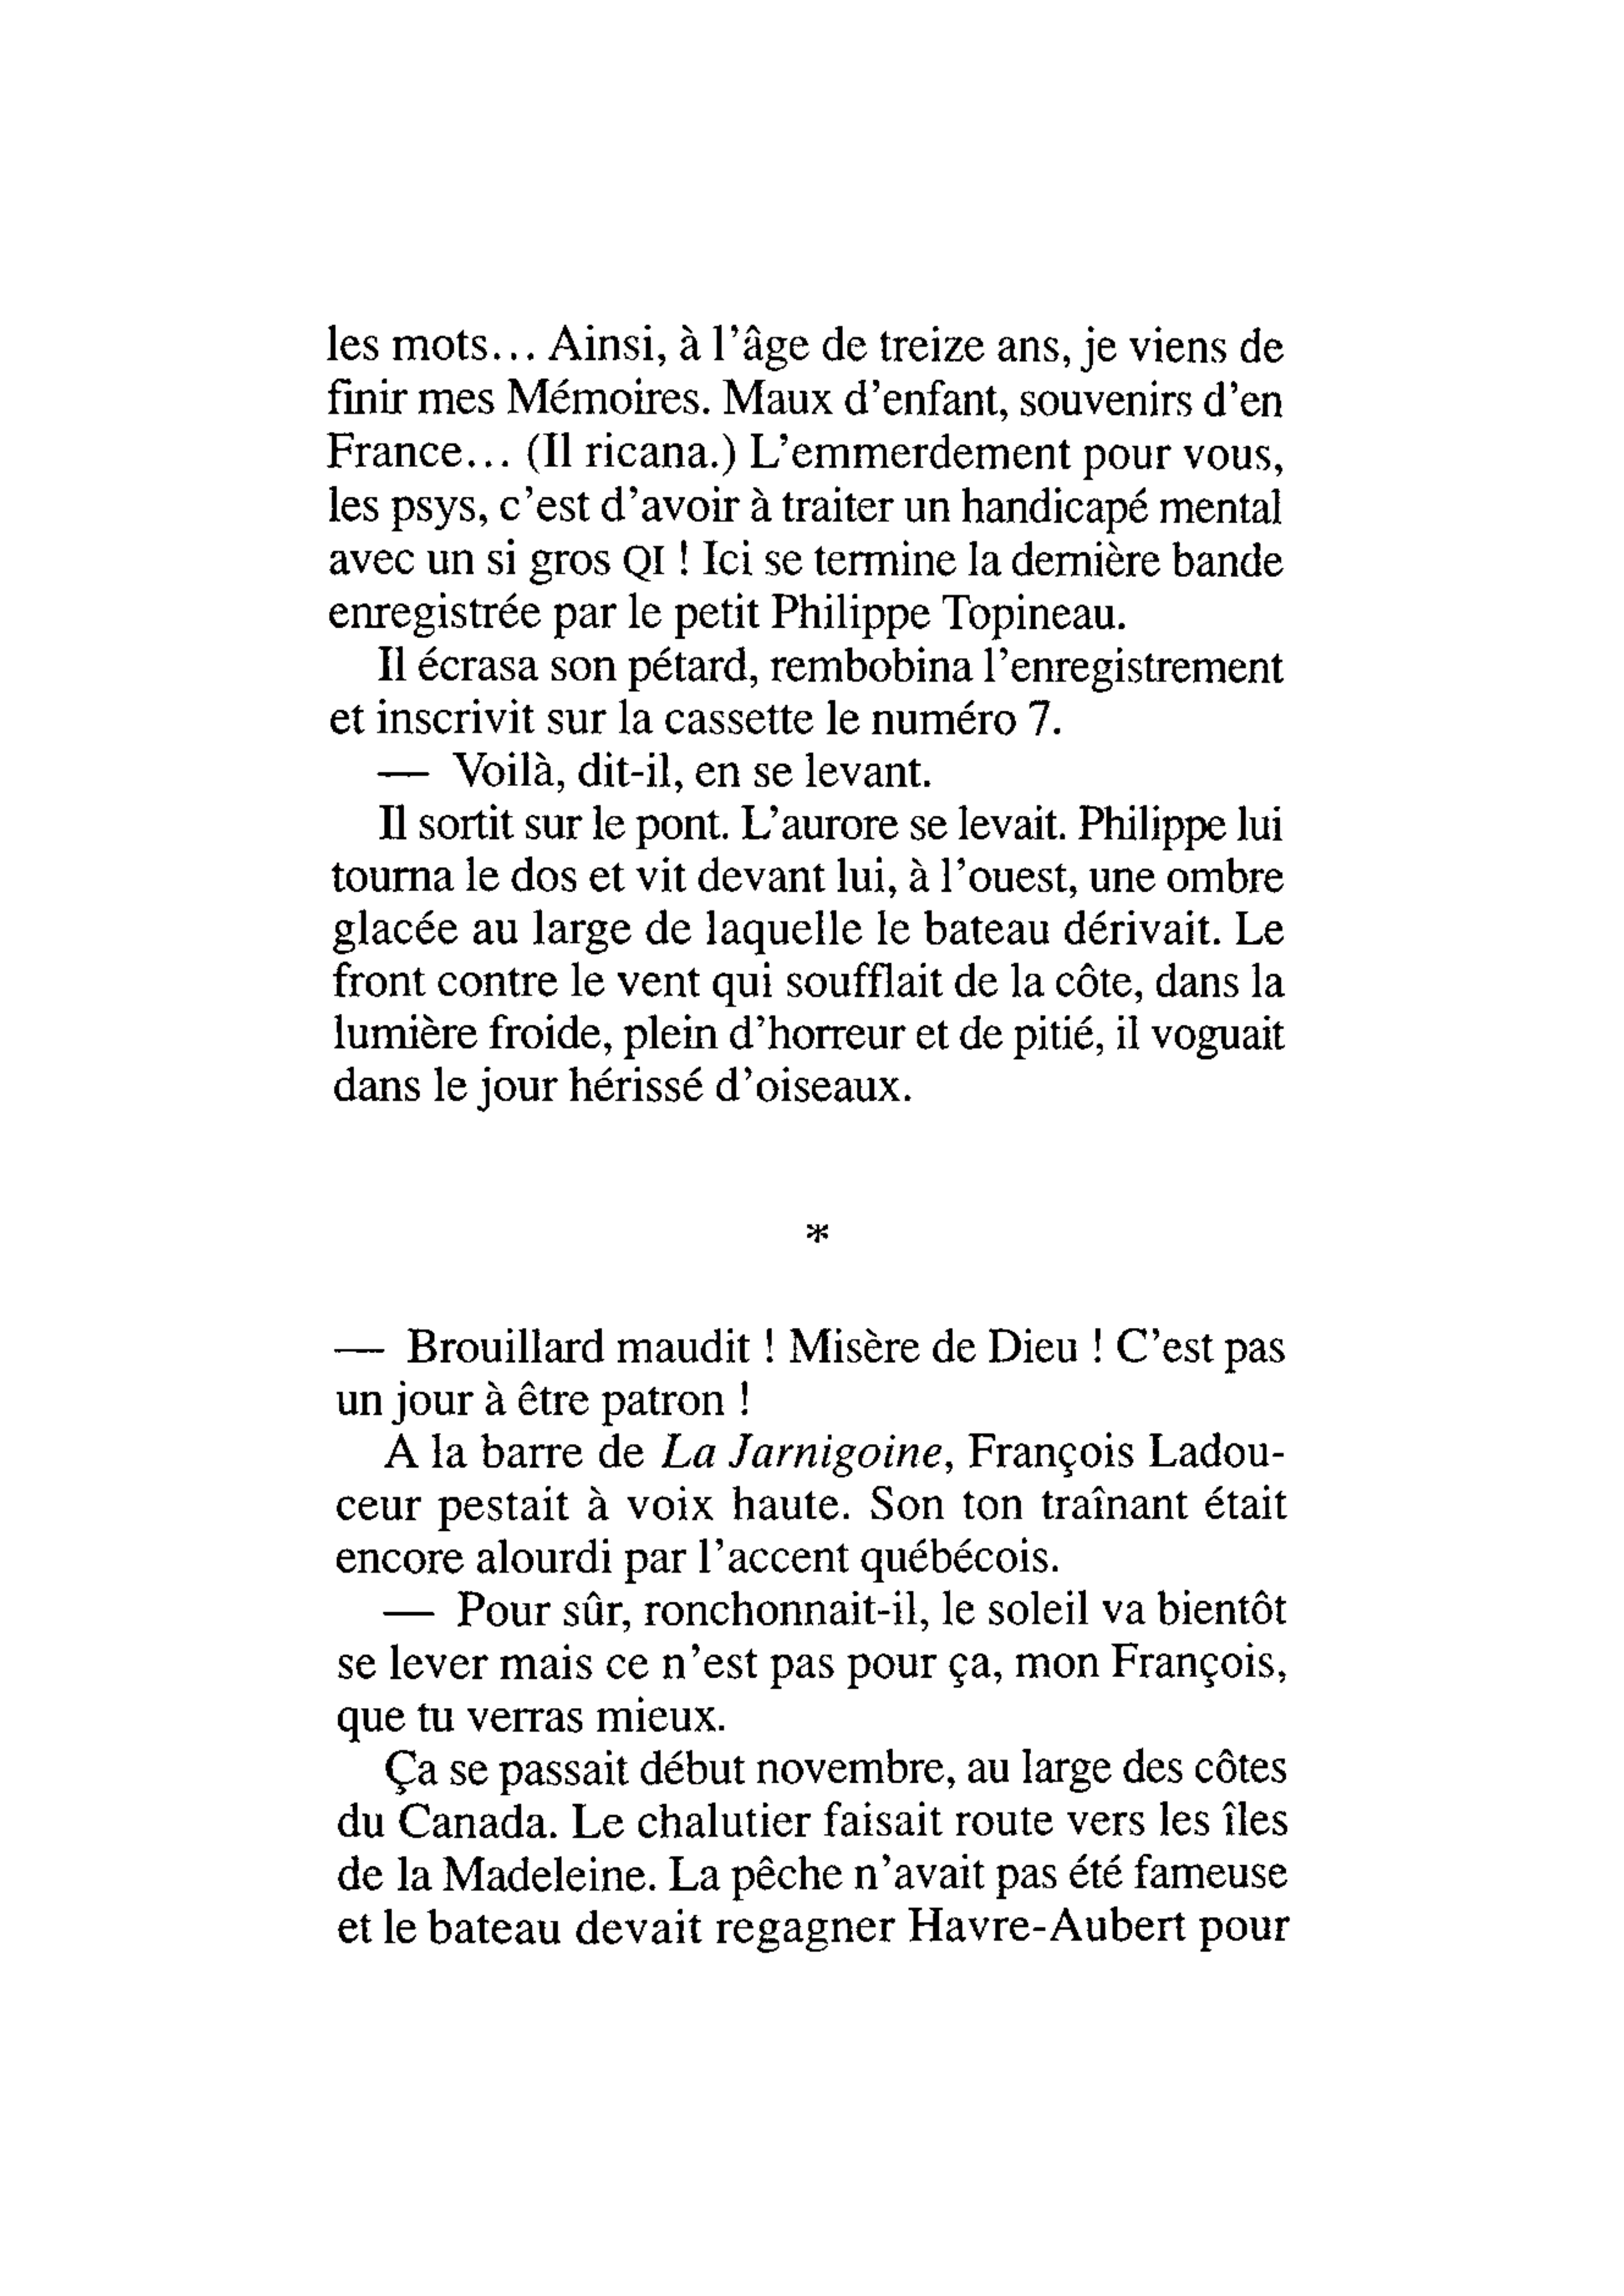 les mots... Ainsi, à l'âge de treize ans, je viens de
finir mes Mémoires. Maux d'enfant, souvenirs d'en
France... (Il ricana.) L'emmerdement pour vous,
les psys, c'est d'avoir à traiter un handicapé mental
avec un si gros QI ! Ici se termine la dernière bande
enregistrée par le petit Philippe Topineau.
Il écrasa son pétard, rembobina l'enregistrement
et inscrivit sur la cassette le numéro 7.
— Voilà, dit-il, en se levant.
Il sortit sur le pont. L'aurore se levait. Philippe lui
tourna le dos et vit devant lui, à l'ouest, une ombre
glacée au large de laquelle le bateau dérivait. Le
front contre le vent qui soufflait de la côte, dans la
lumière froide, plein d'horreur et de pitié, il voguait
dans le jour hérissé d'oiseaux.
*
— Brouillard maudit ! Misère de Dieu ! C'est pas
un jour à être patron !
A la barre de La Jarnigoine, François Ladou-
ceur pestait à voix haute. Son ton traînant était
encore alourdi par l'accent québécois.
— Pour sûr, ronchonnait-il, le soleil va bientôt
se lever mais ce n'est pas pour ça, mon François,
que tu verras mieux.
Ça se passait début novembre, au large des côtes
du Canada. Le chalutier faisait route vers les îles
de la Madeleine. La pêche n'avait pas été fameuse
et le bateau devait regagner Havre-Aubert pour